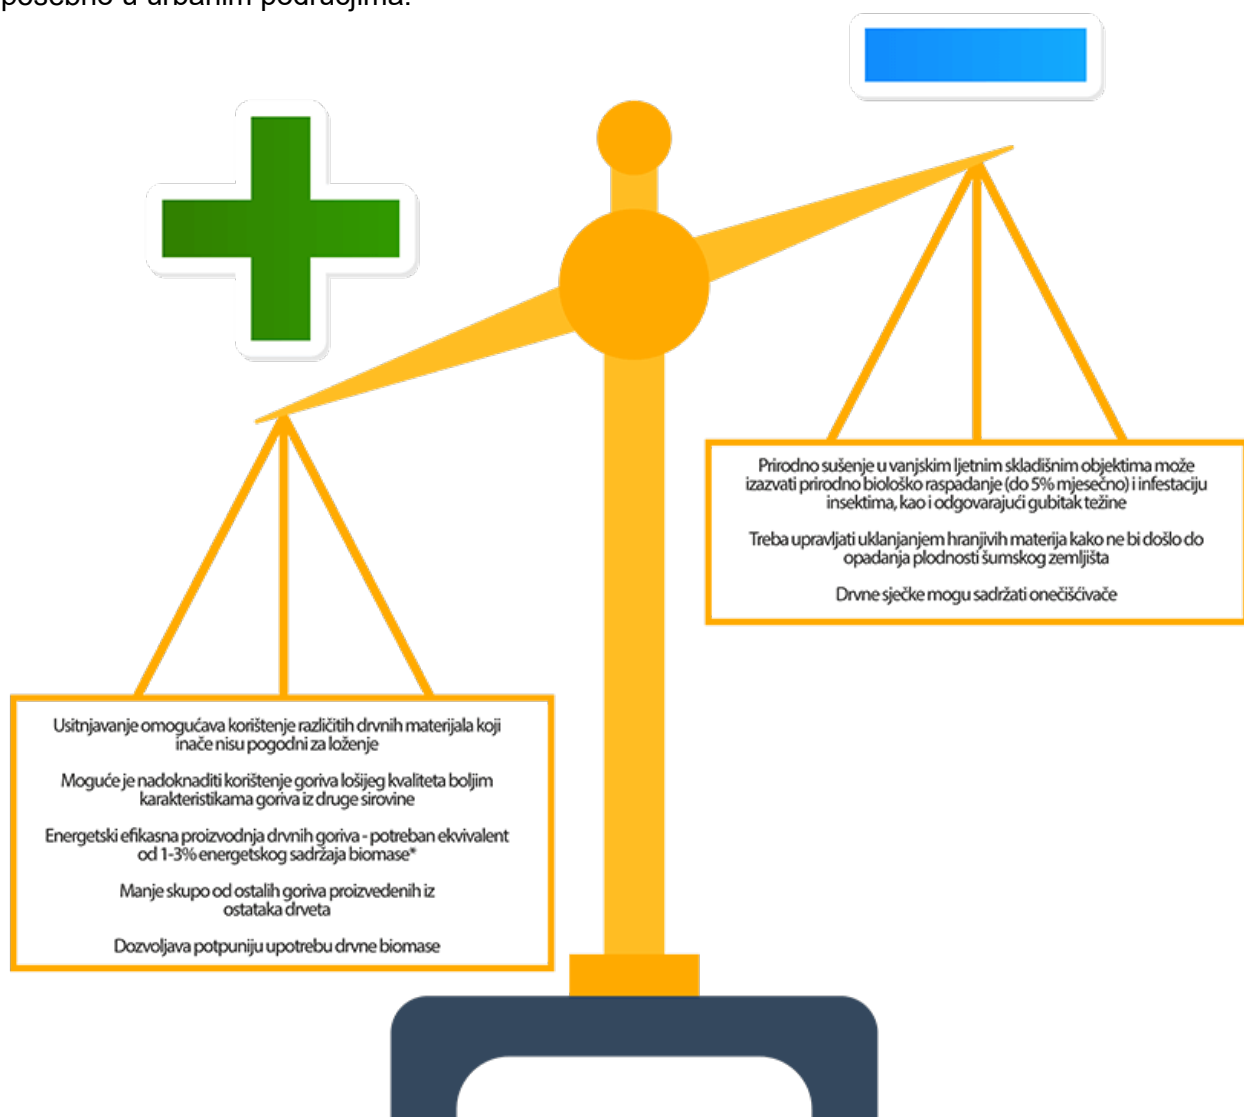 posebno u urbanim područjima.
Prirodno sušenje u vanjskim ljetnim skladišnim objektima može
izazvati prirodno biološko raspadanje (do 5% mjesečno) i infestaciju
insektima, kao i odgovarajući gubitak težine
Treba upravljati uklanjanjem hranjivih materija kako ne bi došlo do
opadanja plodnosti šumskog zemljišta
Drvne sječke mogu sadržati onečišćivače
Usitnjavanje omogućava korištenje različitih drvnih materijala koji
inače nisu pogodni za loženje
Moguće je nadoknaditi korištenje goriva lošijeg kvaliteta boljim
karakteristikama goriva iz druge sirovine
Energetski efikasna proizvodnja drvnih goriva - potreban ekvivalent
od 1-3% energetskog sadržaja biomase*
Manje skupo od ostalih goriva proizvedenih iz
ostataka drveta
Dozvoljava potpuniju upotrebu drvne biomase